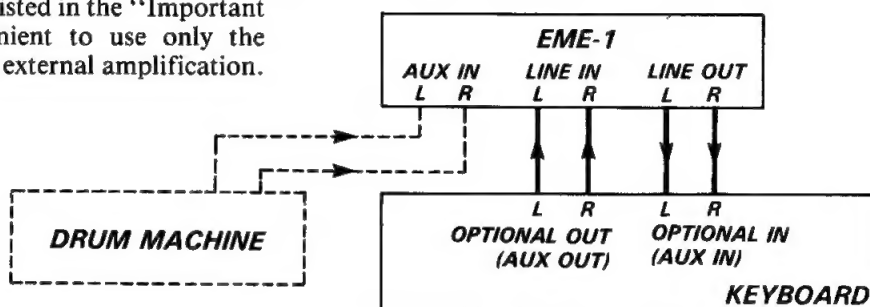 isted in the "Important
nient to use only the
external amplification.
EME-1
AUX IN LINE IN LINE OUT
L R L R L R
DRUM MACHINE
L R L R
OPTIONAL OUT OPTIONAL IN
(AUX OUT) (AUX IN)
KEYBOARD